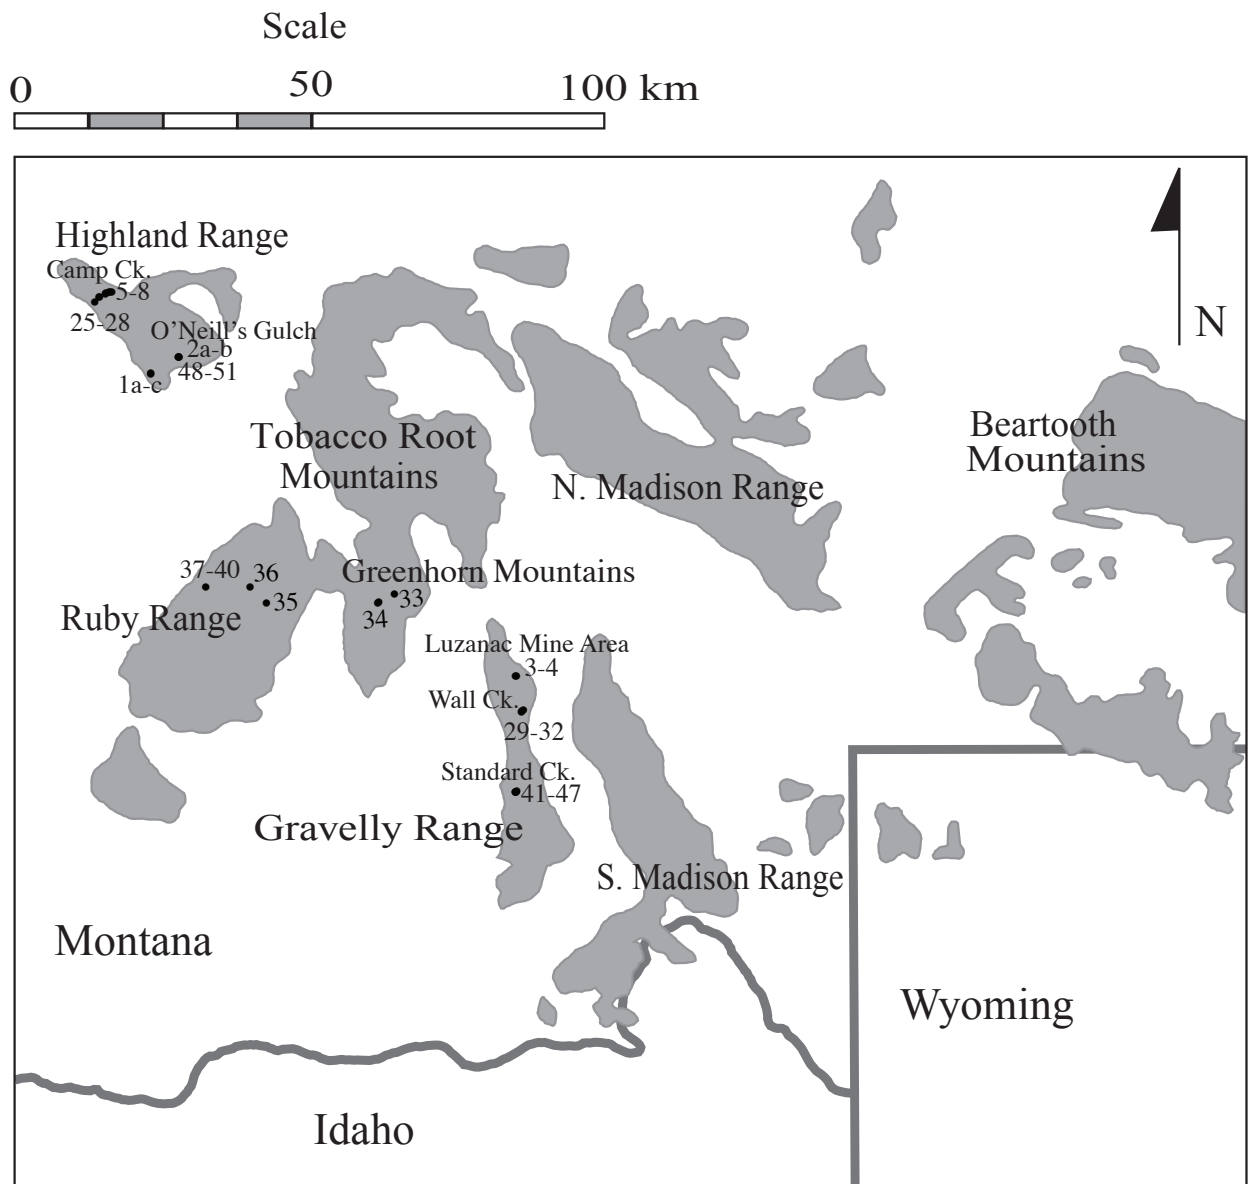 Scale
0
50
100 km
N
Highland Range
Camp Ck.
5-8
25-28
O'Neill's Gulch
2a-b
48-51
1a-c
Tobacco Root
Mountains
N. Madison Range
Beartooth
Mountains
37-40
36
35
Ruby Range
Greenhorn Mountains
33
34
Luzanac Mine Area
3-4
Wall Ck.
29-32
Standard Ck.
41-47
Gravelly Range
S. Madison Range
Montana
Wyoming
Idaho